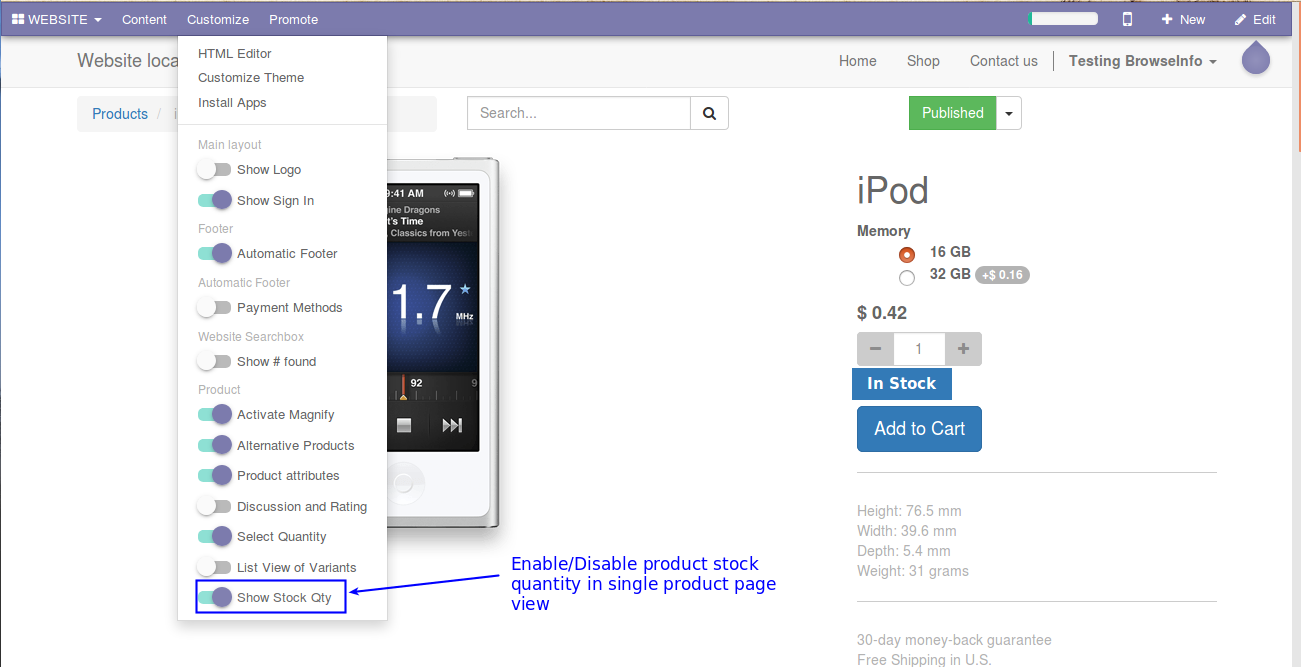 WEBSITE Content Customize Promote New Edit
Website loca
Home Shop Contact us Testing BrowseInfo
HTML Editor
Customize Theme
Install Apps
Products /
Search...
Published
Main layout
Show Logo
Show Sign In
Footer
Automatic Footer
Automatic Footer
Payment Methods
Website Searchbox
Show # found
Product
Activate Magnify
Alternative Products
Product attributes
Discussion and Rating
Select Quantity
List View of Variants
Show Stock Qty
9:41 AM
gine Dragons
t's Time
Classics from Yest
1.7
MHz
92
9
Enable/Disable product stock
quantity in single product page
view
iPod
Memory
16 GB
32 GB +$ 0.16
$ 0.42
− 1 +
In Stock
Add to Cart
Height: 76.5 mm
Width: 39.6 mm
Depth: 5.4 mm
Weight: 31 grams
30-day money-back guarantee
Free Shipping in U.S.